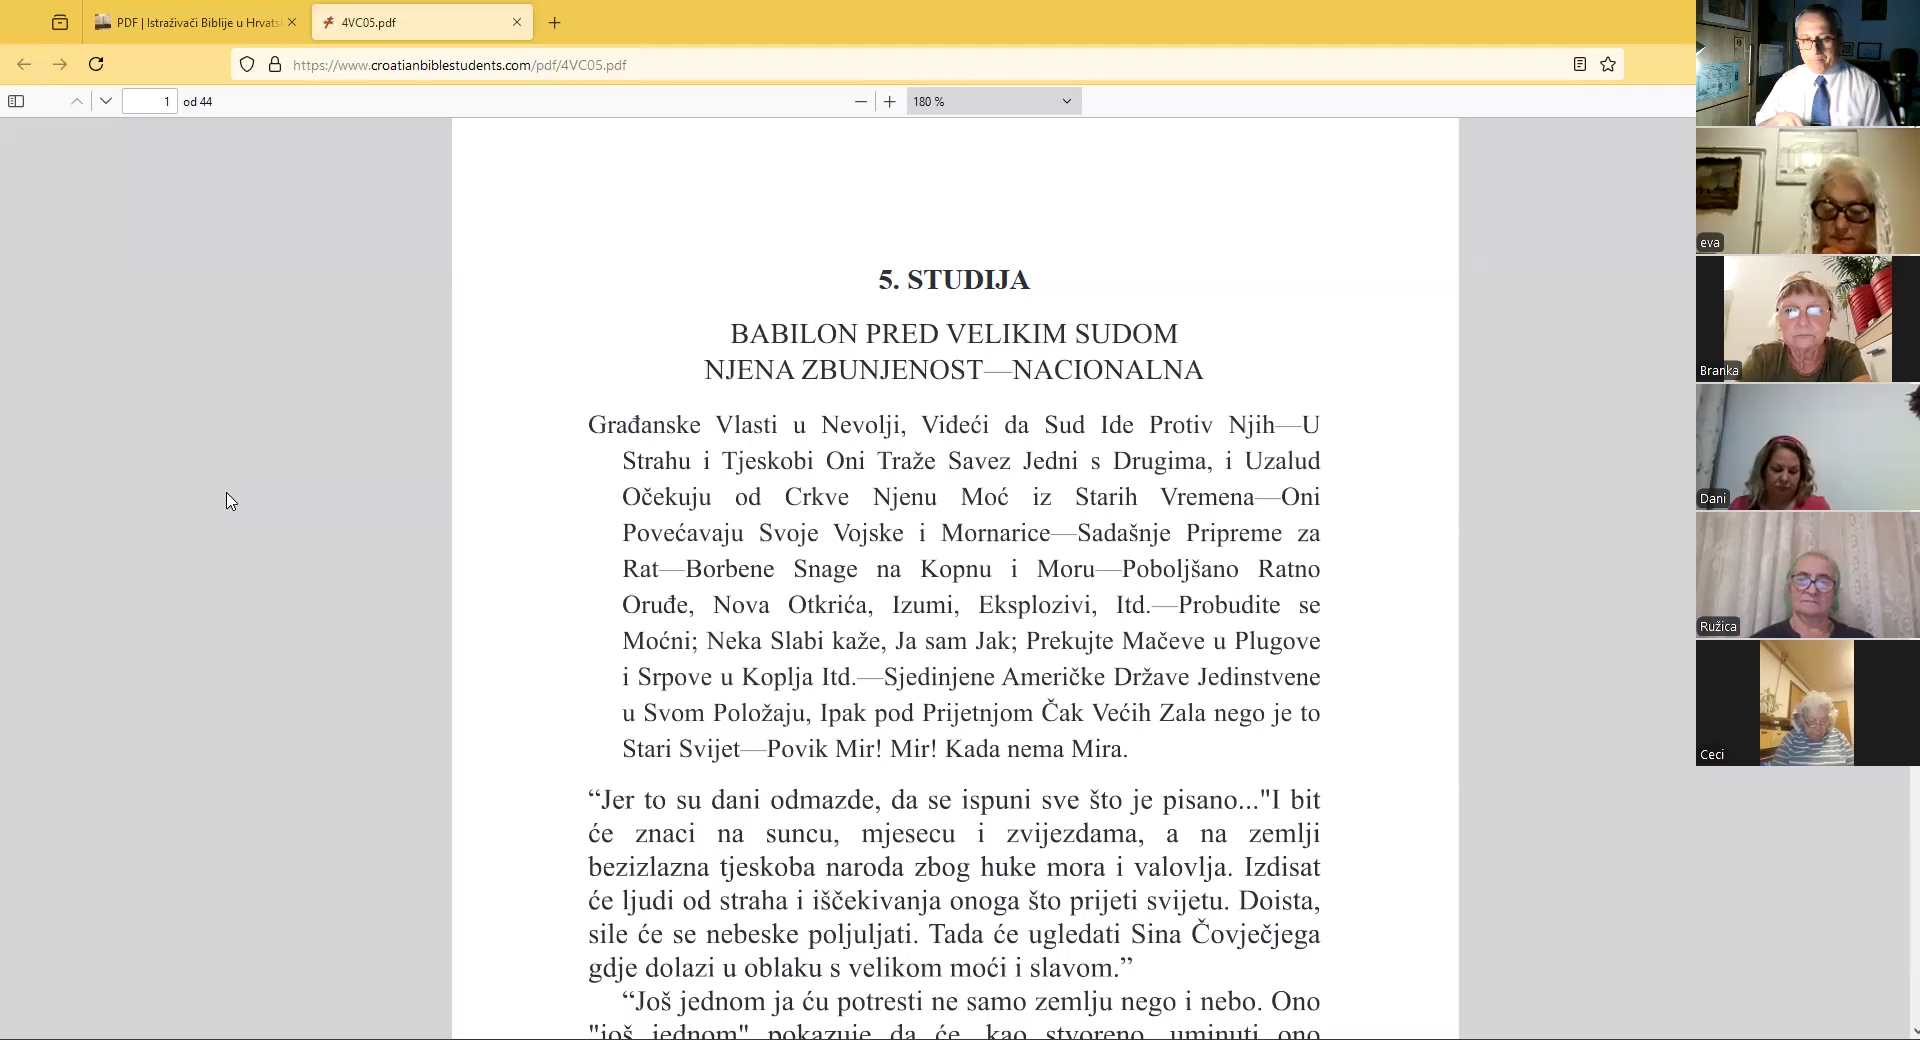 PDF | Istraživači Biblije u Hrvats
4VC05.pdf
https://www.croatianbiblestudents.com/pdf/4VC05.pdf
1 od 44
180 %
5. STUDIJA
BABILON PRED VELIKIM SUDOM
NJENA ZBUNJENOST—NACIONALNA
Građanske Vlasti u Nevolji, Videći da Sud Ide Protiv Njih—U
Strahu i Tjeskobi Oni Traže Savez Jedni s Drugima, i Uzalud
Očekuju od Crkve Njenu Moć iz Starih Vremena—Oni
Povećavaju Svoje Vojske i Mornarice—Sadašnje Pripreme za
Rat—Borbene Snage na Kopnu i Moru—Poboljšano Ratno
Oruđe, Nova Otkrića, Izumi, Eksplozivi, Itd.—Probudite se
Moćni; Neka Slabi kaže, Ja sam Jak; Prekujte Mačeve u Plugove
i Srpove u Koplja Itd.—Sjedinjene Američke Države Jedinstvene
u Svom Položaju, Ipak pod Prijetnjom Čak Većih Zala nego je to
Stari Svijet—Povik Mir! Mir! Kada nema Mira.
“Jer to su dani odmazde, da se ispuni sve što je pisano..."I bit
će znaci na suncu, mjesecu i zvijezdama, a na zemlji
bezizlazna tjeskoba naroda zbog huke mora i valovlja. Izdisat
će ljudi od straha i iščekivanja onoga što prijeti svijetu. Doista,
sile će se nebeske poljuljati. Tada će ugledati Sina Čovječjega
gdje dolazi u oblaku s velikom moći i slavom.”
“Još jednom ja ću potresti ne samo zemlju nego i nebo. Ono
"još jednom" pokazuje da će, kao stvoreno, uminuti ono
eva
Branka
Dani
Ružica
Ceci